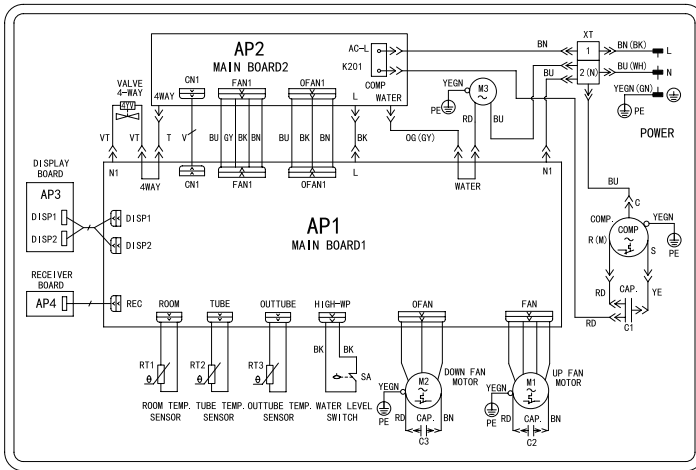 AP2
MAIN BOARD2
AC-L
K201
COMP
XT
1
2(N)
BN
BN(BK)
L
BU(WH)
N
BU
YEGN(GN)
PE
POWER
VALVE
4-WAY
4V
4WAY
CN1
FAN1
OFAN1
L
WATER
YEGN
PE
M3
RD
BU
VT
VT
T
V
BU
GY
BK
BN
BU
BK
BN
BK
OG(GY)
N1
4WAY
CN1
FAN1
OFAN1
L
WATER
N1
DISPLAY
BOARD
AP3
DISP1
DISP2
DISP1
DISP2
AP1
MAIN BOARD1
BU
C
COMP.
COMP
YEGN
PE
R(M)
S
RD
CAP.
YE
RD
C1
RECEIVER
BOARD
AP4
REC
ROOM
TUBE
OUTTUBE
HIGH-WP
OFAN
FAN
BK
BK
RT1
θ
RT2
θ
RT3
θ
SA
YEGN
PE
M2
DOWN FAN
MOTOR
RD
CAP.
BN
C3
YEGN
PE
M1
UP FAN
MOTOR
RD
CAP.
BN
C2
ROOM TEMP.
SENSOR
TUBE TEMP.
SENSOR
OUTTUBE TEMP.
SENSOR
WATER LEVEL
SWITCH